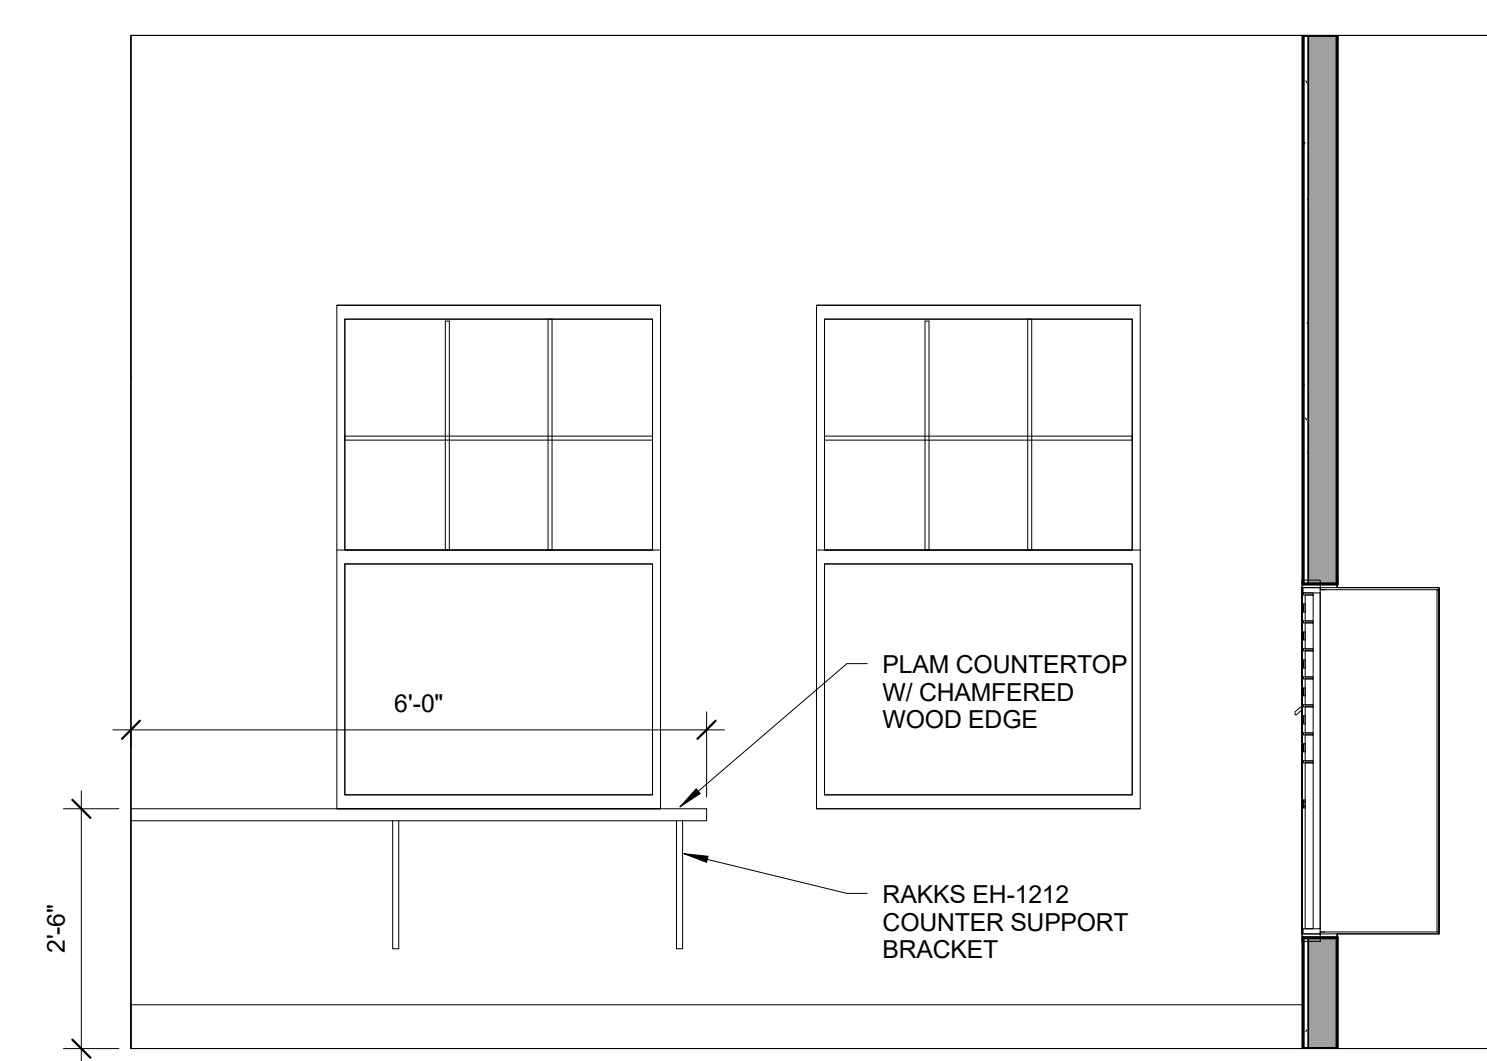 PLAM COUNTERTOP
W/ CHAMFERED
WOOD EDGE
6'-0"
2'-6"
RAKKS EH-1212
COUNTER SUPPORT
BRACKET